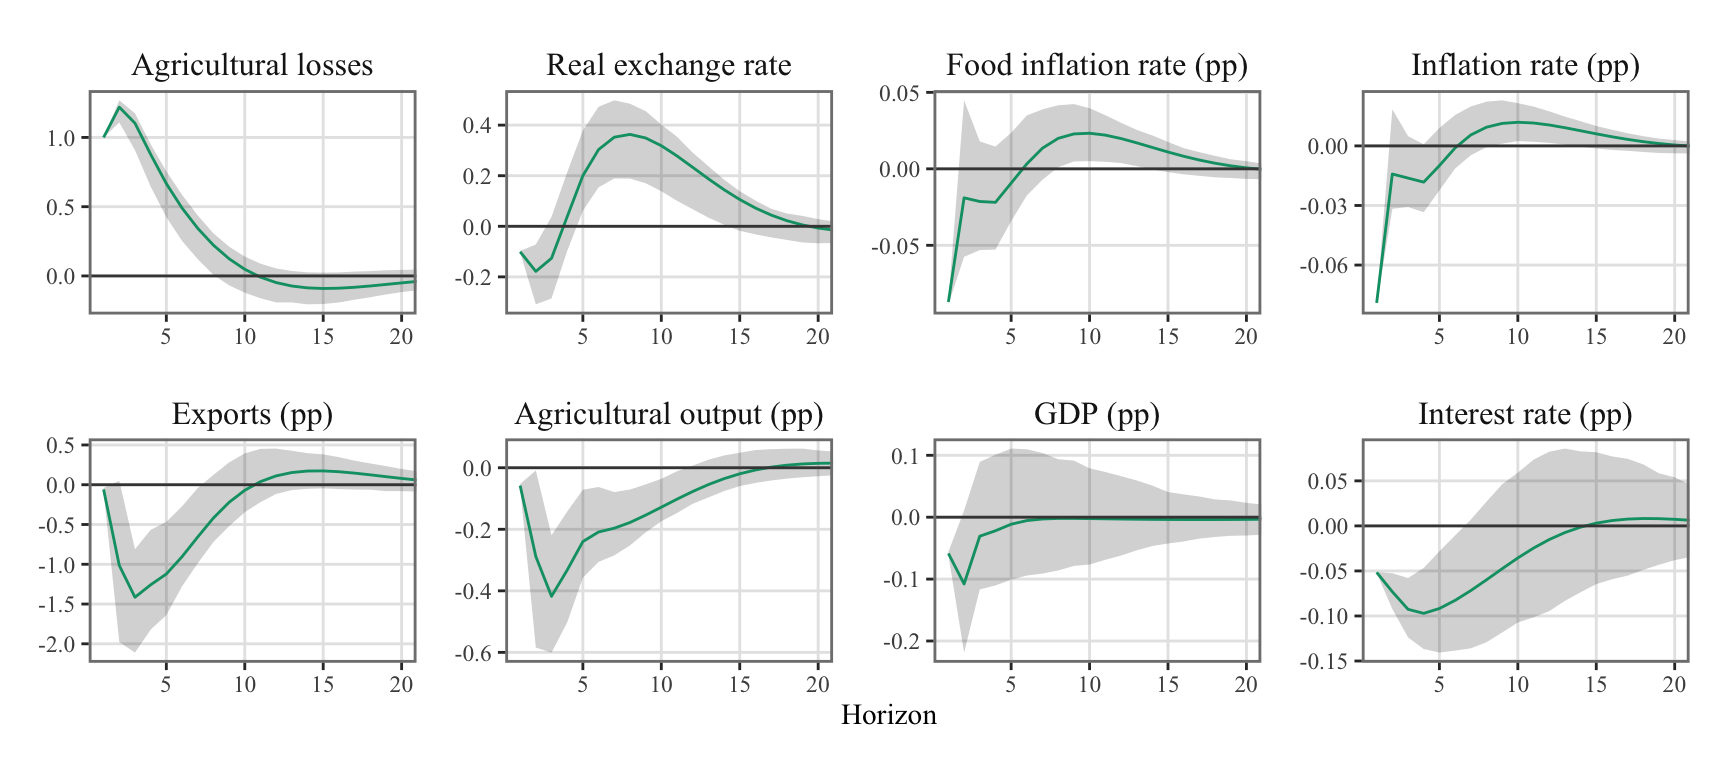 Agricultural losses
1.0
0.5
0.0
5 10 15 20
Real exchange rate
0.4
0.2
0.0
-0.2
5 10 15 20
Food inflation rate (pp)
0.05
0.00
-0.05
5 10 15 20
Inflation rate (pp)
0.00
-0.03
-0.06
5 10 15 20
Exports (pp)
0.5
0.0
-0.5
-1.0
-1.5
-2.0
5 10 15 20
Agricultural output (pp)
0.0
-0.2
-0.4
-0.6
5 10 15 20
GDP (pp)
0.1
0.0
-0.1
-0.2
5 10 15 20
Interest rate (pp)
0.05
0.00
-0.05
-0.10
-0.15
5 10 15 20
Horizon